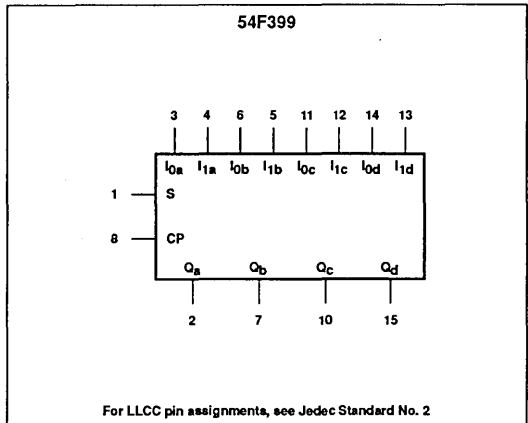 54F399
3 4 6 5 11 12 14 13
I0a I1a I0b I1b I0c I1c I0d I1d
1 S
8 CP
Qa Qb Qc Qd
2 7 10 15
For LLCC pin assignments, see Jedec Standard No. 2